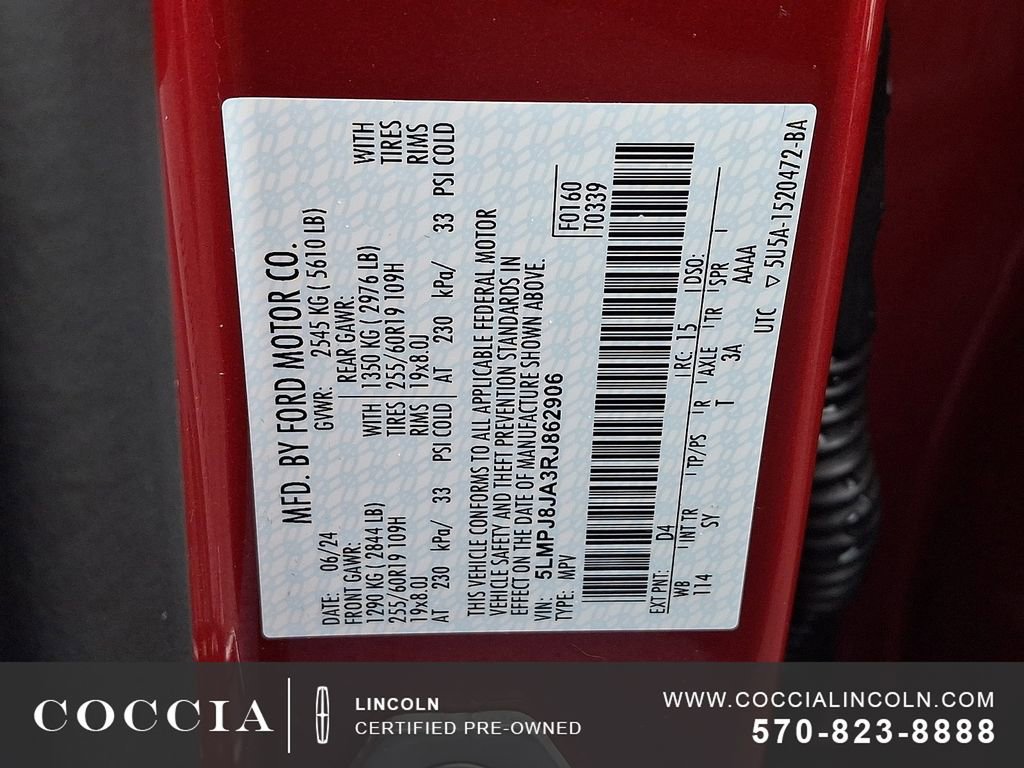 MFD. BY FORD MOTOR CO.
DATE: 06/24 GVWR: 2545 KG ( 5610 LB)
FRONT GAWR: REAR GAWR:
1290 KG ( 2844 LB) WITH 1350 KG ( 2976 LB) WITH
255/60R19 109H TIRES 255/60R19 109H TIRES
19x8.0J RIMS 19x8.0J RIMS
AT 230 kPa/ 33 PSI COLD AT 230 kPa/ 33 PSI COLD
THIS VEHICLE CONFORMS TO ALL APPLICABLE FEDERAL MOTOR
VEHICLE SAFETY AND THEFT PREVENTION STANDARDS IN
EFFECT ON THE DATE OF MANUFACTURE SHOWN ABOVE.
VIN: 5LMPJ8JA3RJ862906 F0160
TYPE: MPV T0339
EXT PNT: D4 RC: 15 DSO:
WB INT TR TP/PS R AXLE TR SPR
114 SY T 3A AAAA
UTC ▽ 5U5A-1520472-BA
COCCIA
LINCOLN
CERTIFIED PRE-OWNED
WWW.COCCIALINCOLN.COM
570-823-8888